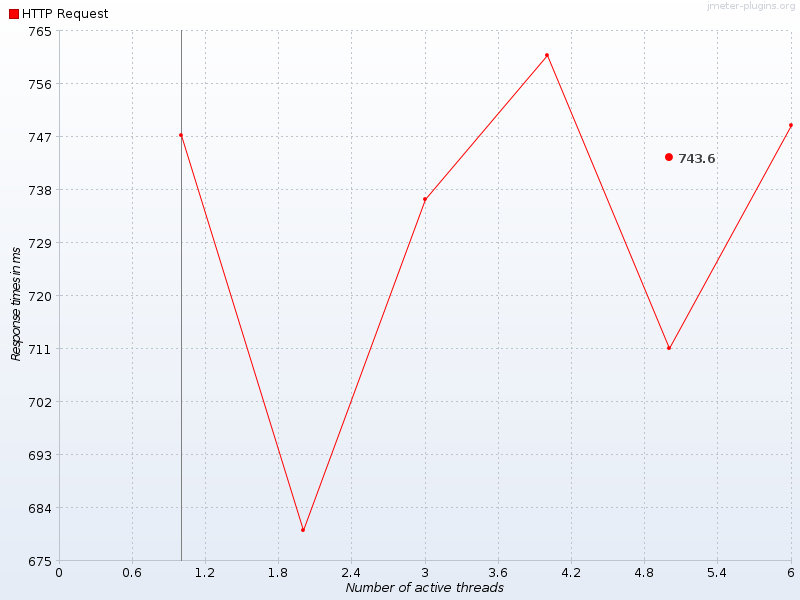 HTTP Request
jmeter-plugins.org
765
756
747
743.6
738
729
720
711
702
693
684
675
Response times in ms
0 0.6 1.2 1.8 2.4 3 3.6 4.2 4.8 5.4 6
Number of active threads